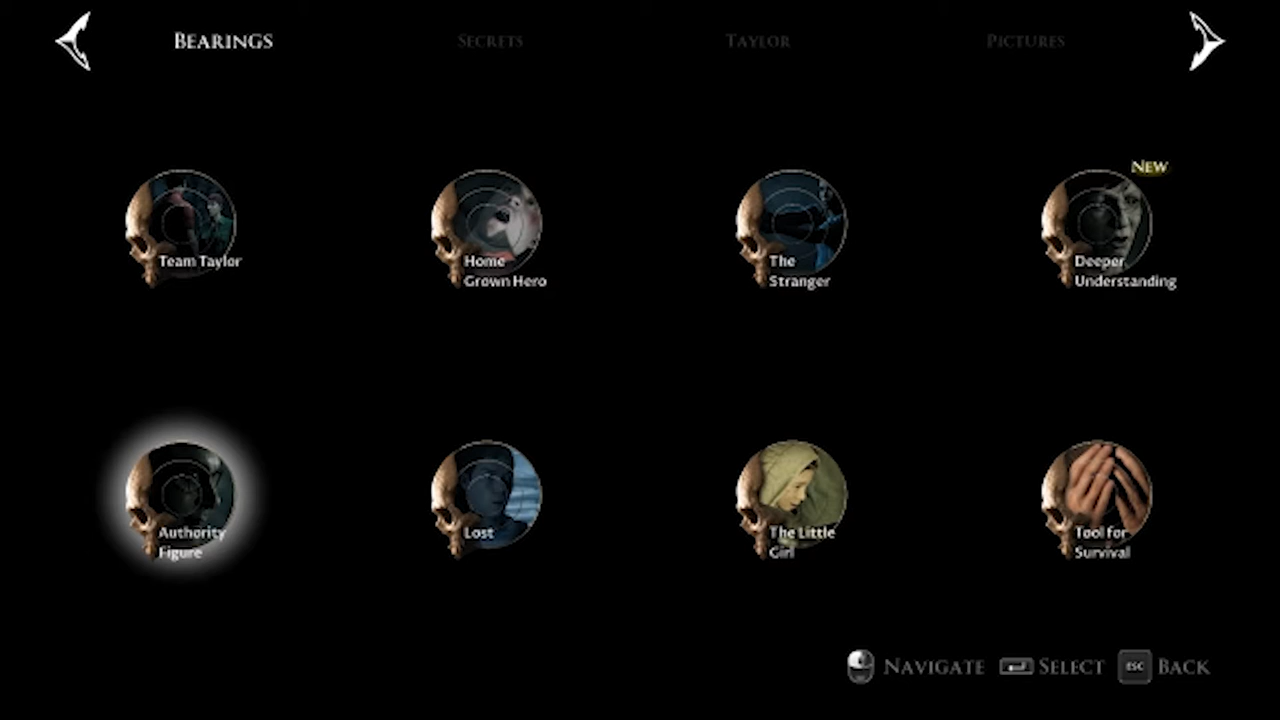 BEARINGS
SECRETS
TAYLOR
PICTURES
Team Taylor
Home
Grown Hero
The
Stranger
NEW
Deeper
Understanding
Authority
Figure
Lost
The Little
Girl
Tool for
Survival
NAVIGATE
SELECT
ESC
BACK